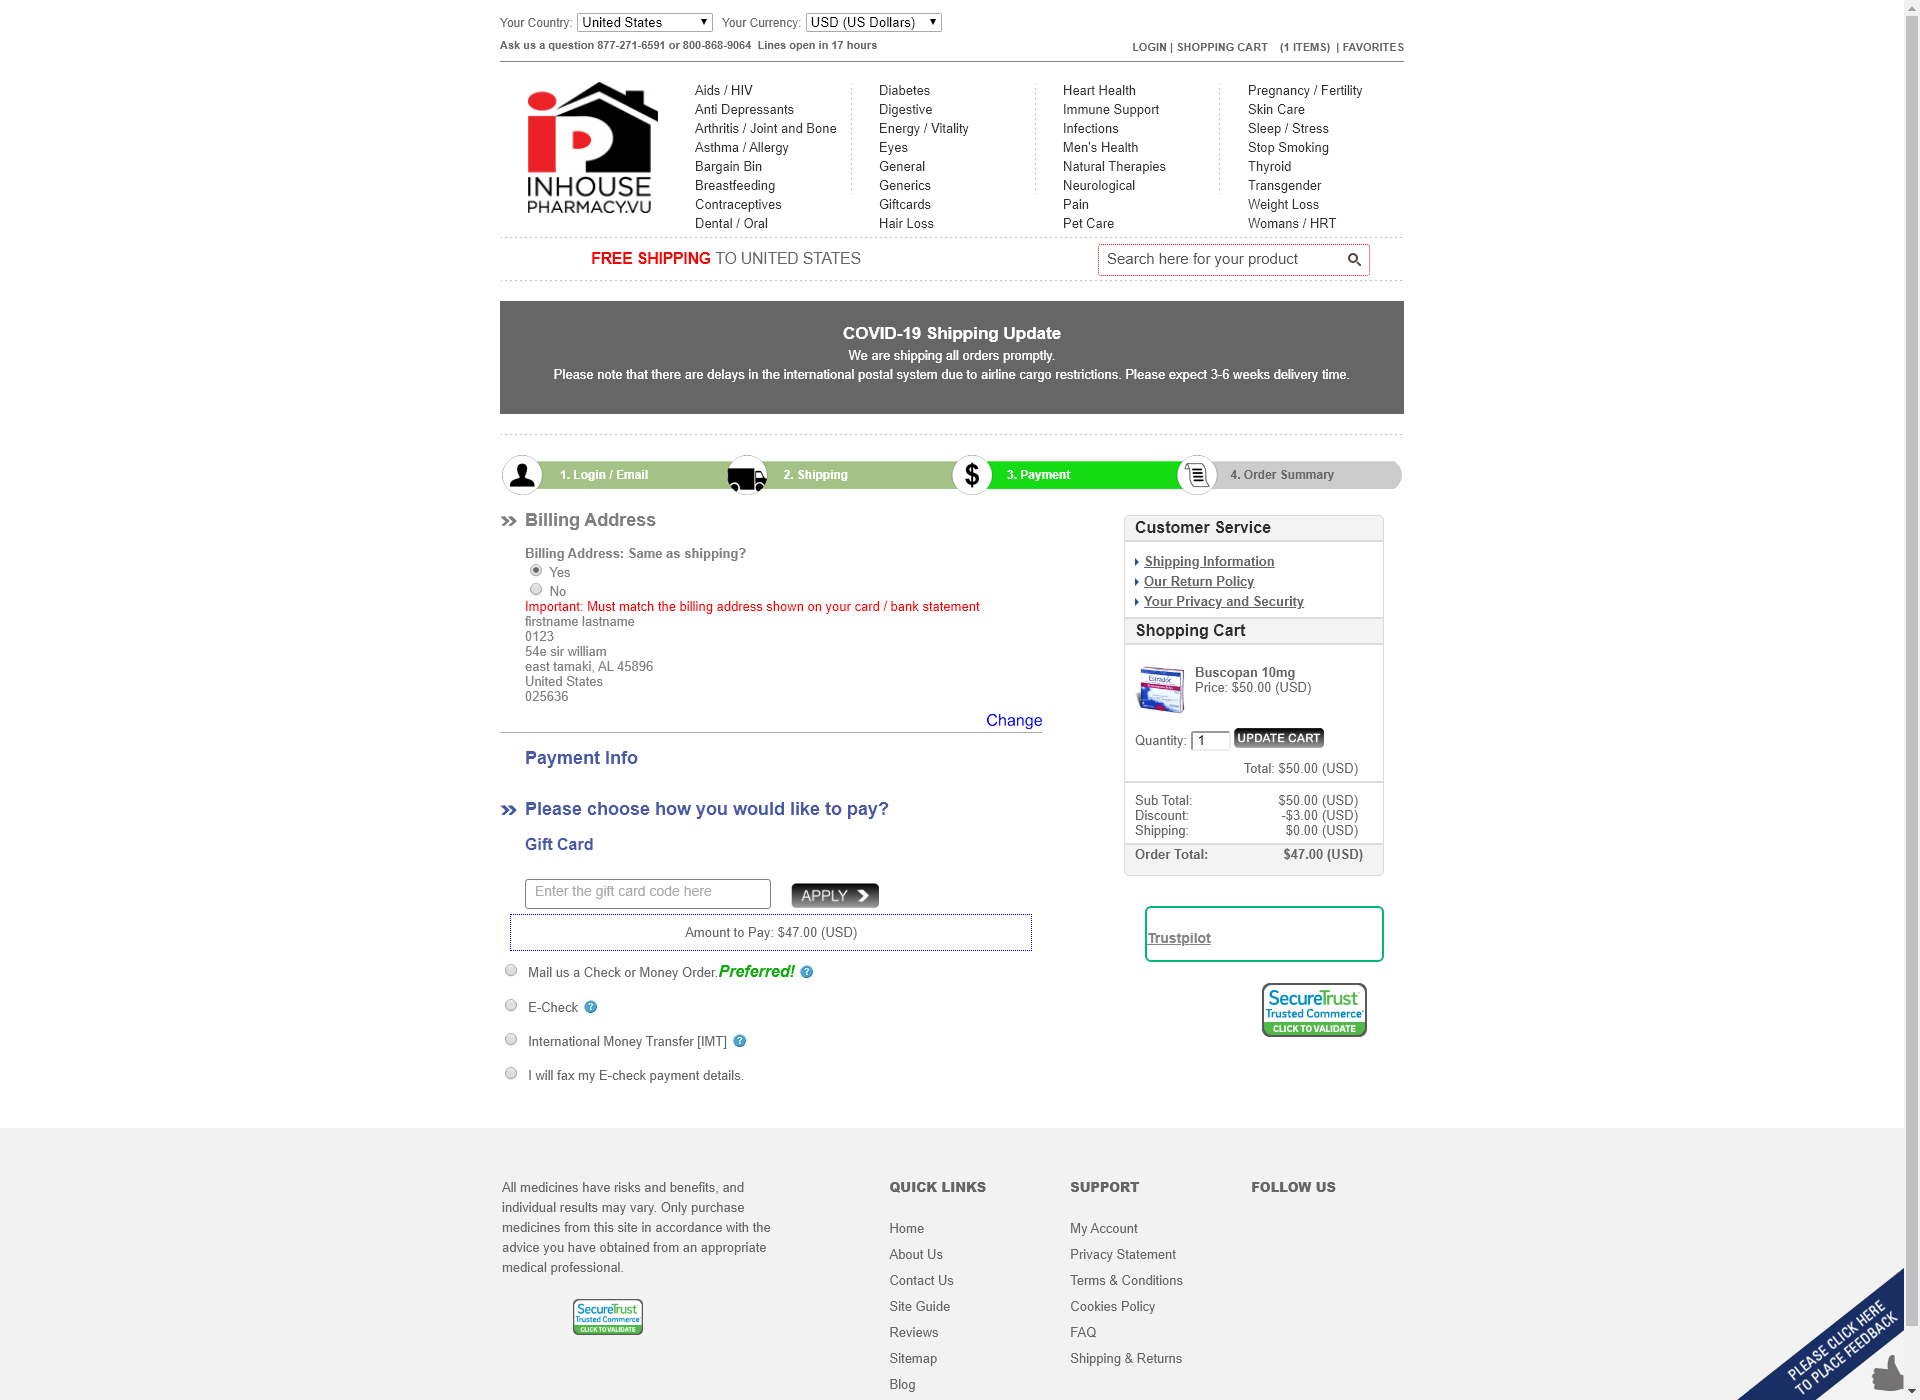 Your Country: United States Your Currency: USD (US Dollars)
Ask us a question 877-271-6591 or 800-868-9064 Lines open in 17 hours
LOGIN | SHOPPING CART (1 ITEMS) | FAVORITES
iP
INHOUSE
PHARMACY.VU
Aids / HIV
Anti Depressants
Arthritis / Joint and Bone
Asthma / Allergy
Bargain Bin
Breastfeeding
Contraceptives
Dental / Oral
Diabetes
Digestive
Energy / Vitality
Eyes
General
Generics
Giftcards
Hair Loss
Heart Health
Immune Support
Infections
Men's Health
Natural Therapies
Neurological
Pain
Pet Care
Pregnancy / Fertility
Skin Care
Sleep / Stress
Stop Smoking
Thyroid
Transgender
Weight Loss
Womans / HRT
FREE SHIPPING TO UNITED STATES
Search here for your product
COVID-19 Shipping Update
We are shipping all orders promptly.
Please note that there are delays in the international postal system due to airline cargo restrictions. Please expect 3-6 weeks delivery time.
1. Login / Email
2. Shipping
$ 3. Payment
4. Order Summary
Billing Address
Billing Address: Same as shipping?
Yes
No
Important: Must match the billing address shown on your card / bank statement
firstname lastname
0123
54e sir william
east tamaki, AL 45896
United States
025636
Change
Payment Info
Please choose how you would like to pay?
Gift Card
Enter the gift card code here
APPLY
Amount to Pay: $47.00 (USD)
Mail us a Check or Money Order.Preferred! ?
E-Check ?
International Money Transfer [IMT] ?
I will fax my E-check payment details.
Customer Service
Shipping Information
Our Return Policy
Your Privacy and Security
Shopping Cart
Estradot
Buscopan 10mg
Price: $50.00 (USD)
Quantity: 1 UPDATE CART
Total: $50.00 (USD)
Sub Total: $50.00 (USD)
Discount: -$3.00 (USD)
Shipping: $0.00 (USD)
Order Total: $47.00 (USD)
Trustpilot
SecureTrust
Trusted Commerce
CLICK TO VALIDATE
All medicines have risks and benefits, and
individual results may vary. Only purchase
medicines from this site in accordance with the
advice you have obtained from an appropriate
medical professional.
SecureTrust
Trusted Commerce
CLICK TO VALIDATE
QUICK LINKS
Home
About Us
Contact Us
Site Guide
Reviews
Sitemap
Blog
SUPPORT
My Account
Privacy Statement
Terms & Conditions
Cookies Policy
FAQ
Shipping & Returns
FOLLOW US
PLEASE CLICK HERE
TO PLACE FEEDBACK